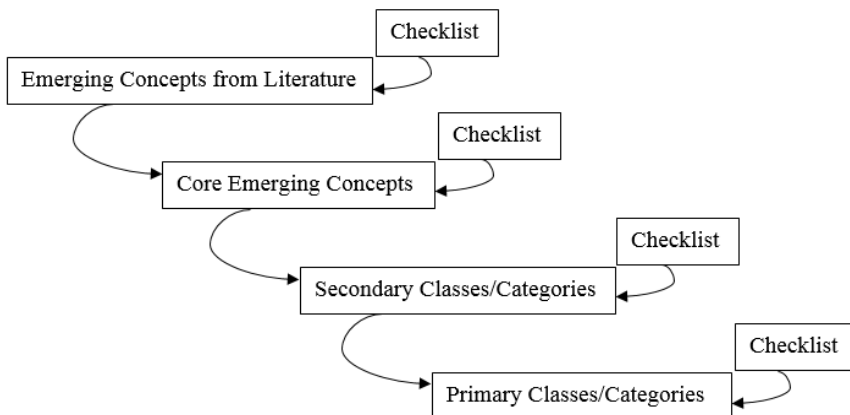 Checklist
Emerging Concepts from Literature
Checklist
Core Emerging Concepts
Checklist
Secondary Classes/Categories
Checklist
Primary Classes/Categories